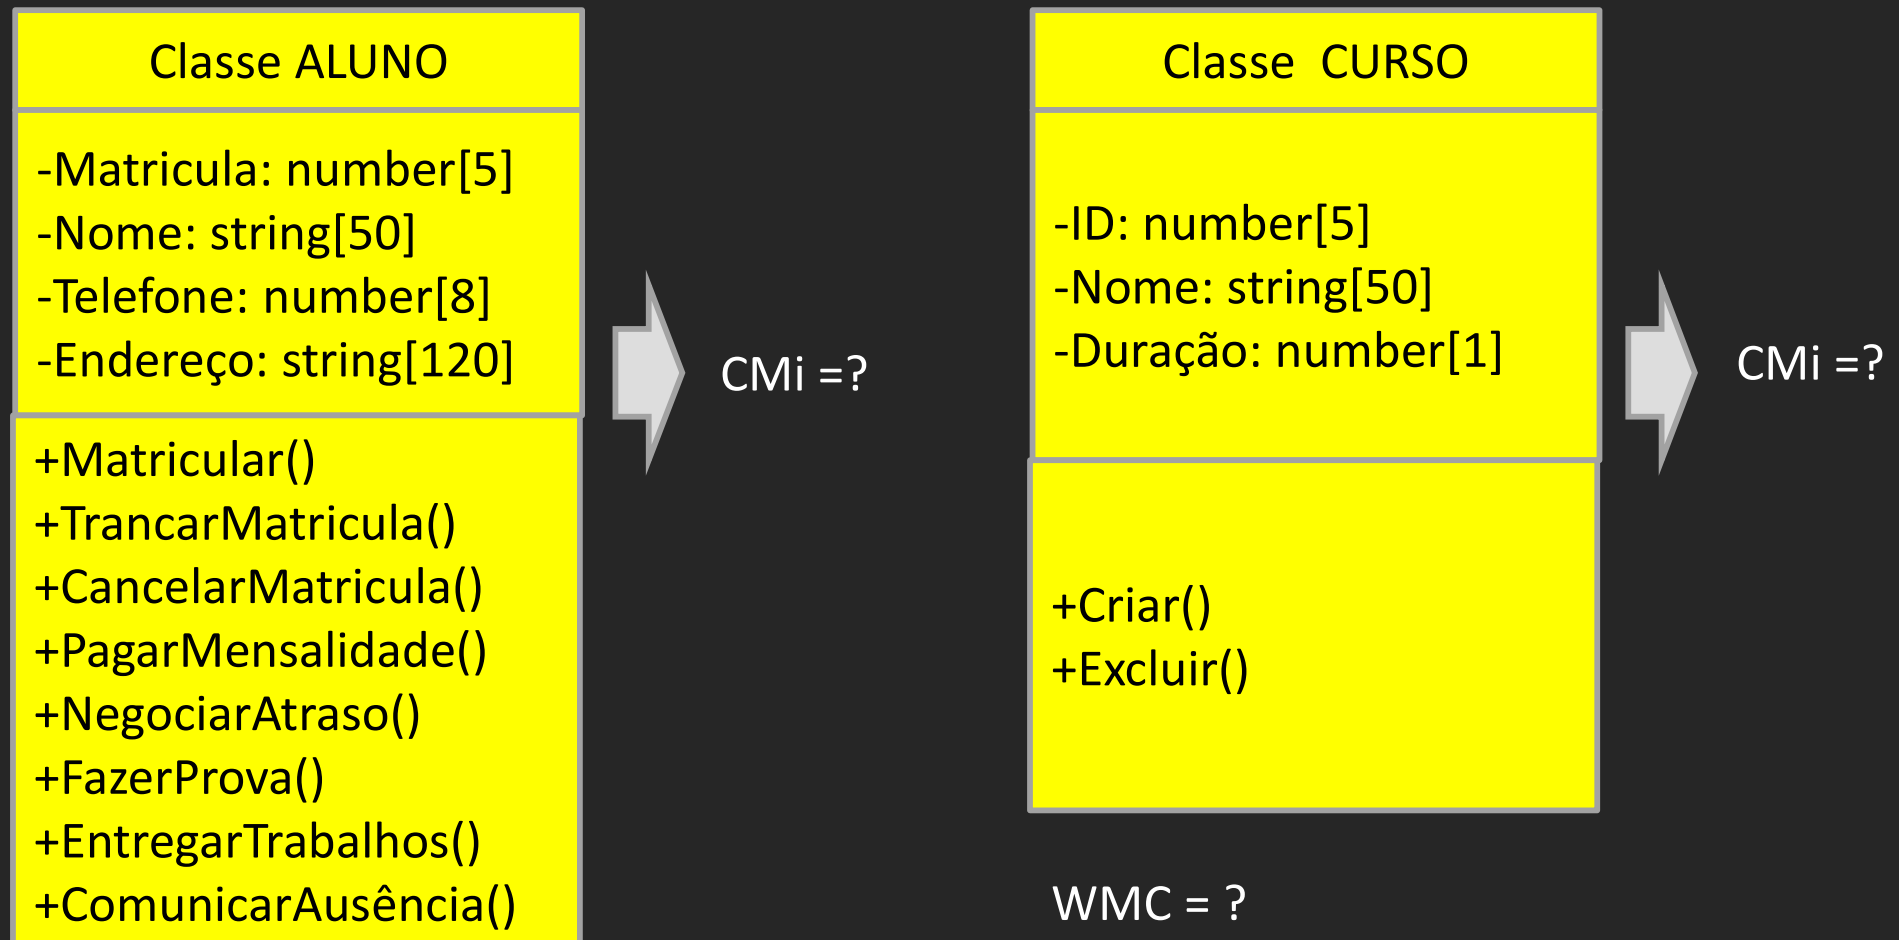 Classe ALUNO
-Matricula: number[5]
-Nome: string[50]
-Telefone: number[8]
-Endereço: string[120]
+Matricular()
+TrancarMatricula()
+CancelarMatricula()
+PagarMensalidade()
+NegociarAtraso()
+FazerProva()
+EntregarTrabalhos()
+ComunicarAusência()
CMi =?
Classe  CURSO
-ID: number[5]
-Nome: string[50]
-Duração: number[1]
+Criar()
+Excluir()
CMi =?
WMC = ?